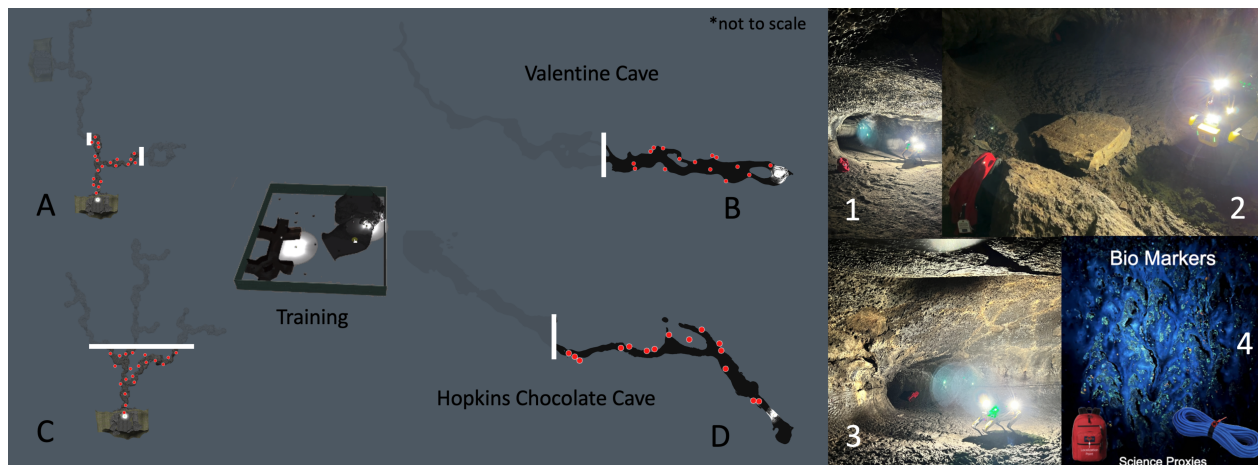 *not to scale
Valentine Cave
A
B
1
2
Training
Bio Markers
4
Hopkins Chocolate Cave
C
D
3
Science Proxies